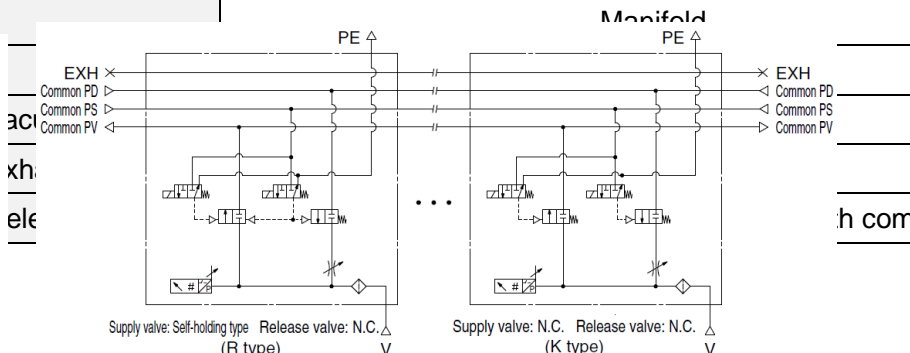 Manifold
PE PE
EXH EXH
Common PD Common PD
Common PS Common PS
Common PV Common PV
...
# P #
Supply valve: Self-holding type Release valve: N.C. Supply valve: N.C. Release valve: N.C.
(R type) V (K type) V